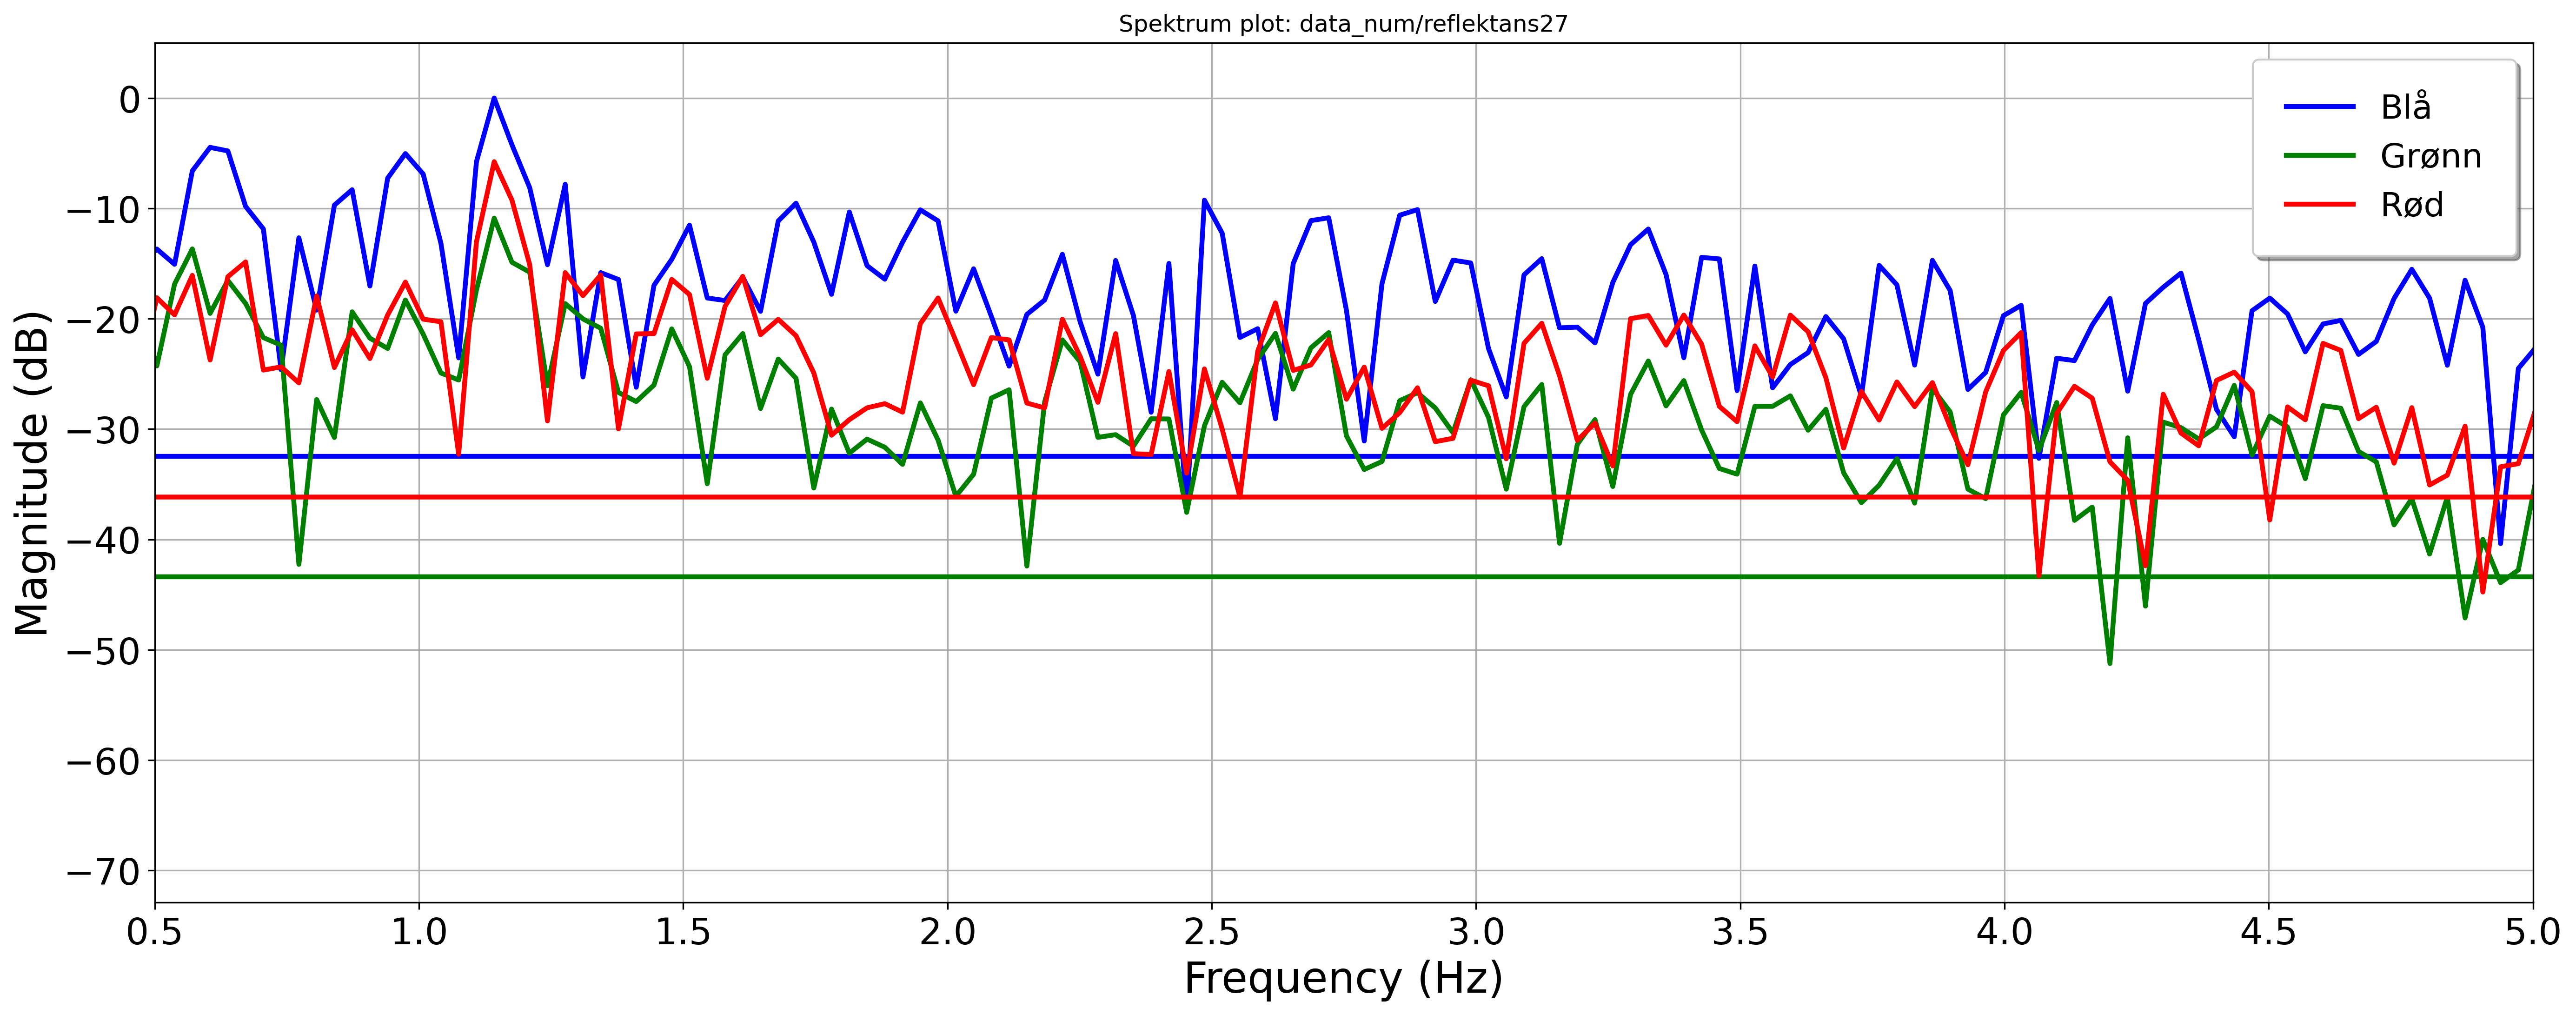 Spektrum plot: data_num/reflektans27
Magnitude (dB)
0
−10
−20
−30
−40
−50
−60
−70
Blå
Grønn
Rød
0.5 1.0 1.5 2.0 2.5 3.0 3.5 4.0 4.5 5.0
Frequency (Hz)